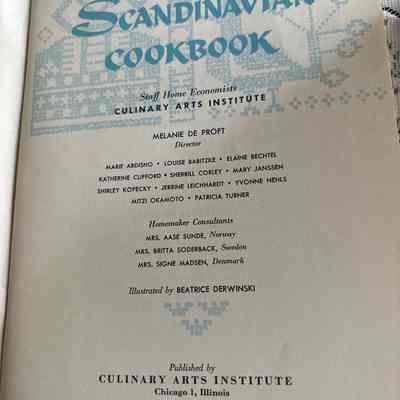 SCANDINAVIAN
COOKBOOK
Staff Home Economists
CULINARY ARTS INSTITUTE
MELANIE DE PROFT
Director
MARIE ABDISHO • LOUISE BABITZKE • ELAINE BECHTEL
KATHERINE CLIFFORD • SHERRILL CORLEY • MARY JANSSEN
SHIRLEY KOPECKY • JERRINE LEICHHARDT • YVONNE NEHLS
MITZI OKAMOTO • PATRICIA TURNER
Homemaker Consultants
MRS. AASE SUNDE, Norway
MRS. BRITTA SODERBACK, Sweden
MRS. SIGNE MADSEN, Denmark
Illustrated by BEATRICE DERWINSKI
Published by
CULINARY ARTS INSTITUTE
Chicago 1, Illinois